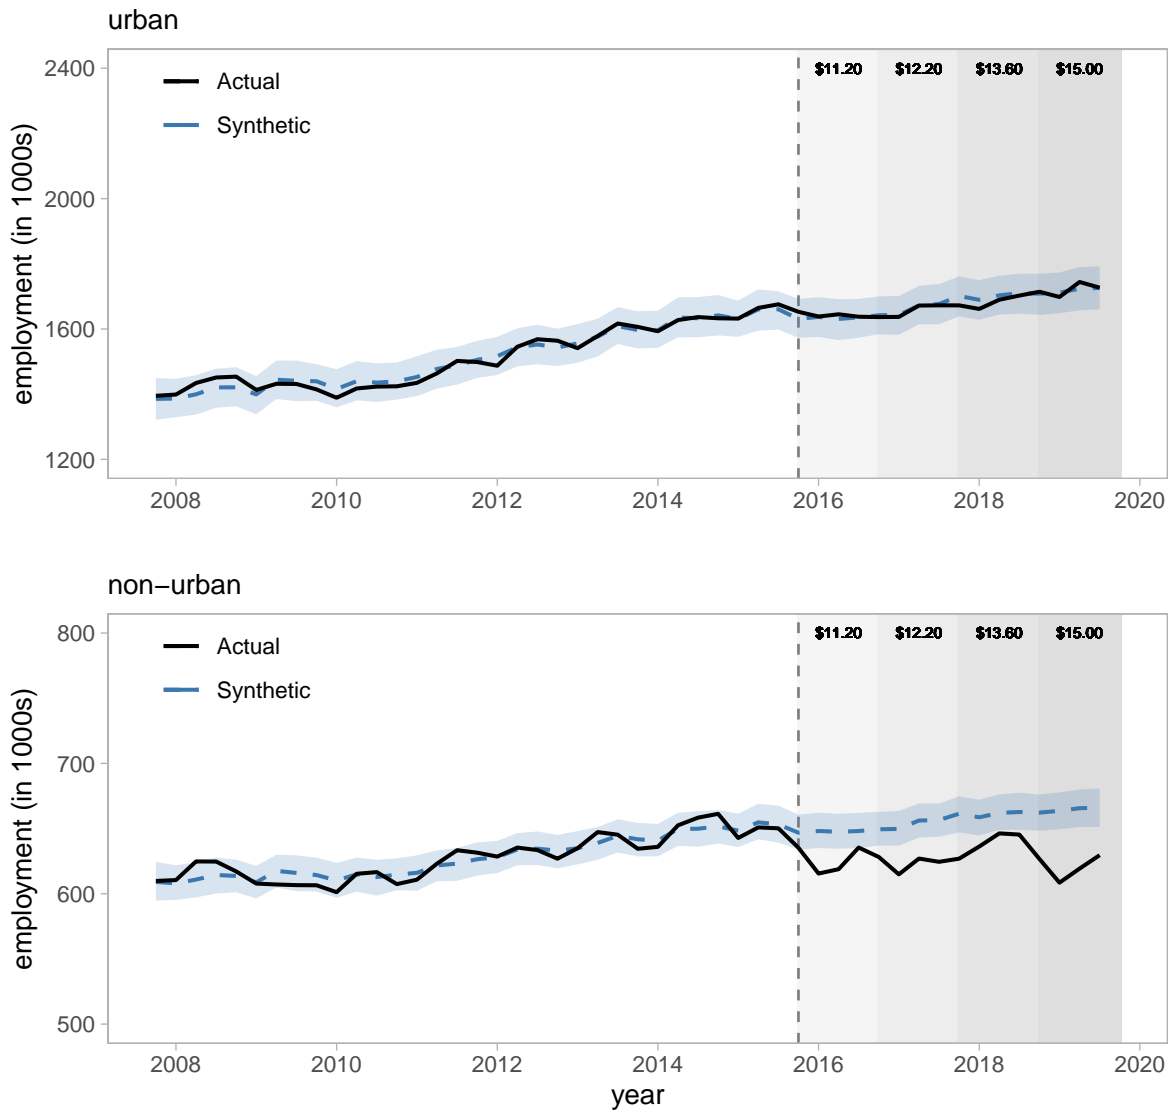 urban
employment (in 1000s)
2400
2000
1600
1200
Actual
Synthetic
$11.20 $12.20 $13.60 $15.00
2008 2010 2012 2014 2016 2018 2020
non−urban
employment (in 1000s)
800
700
600
500
Actual
Synthetic
$11.20 $12.20 $13.60 $15.00
2008 2010 2012 2014 2016 2018 2020
year